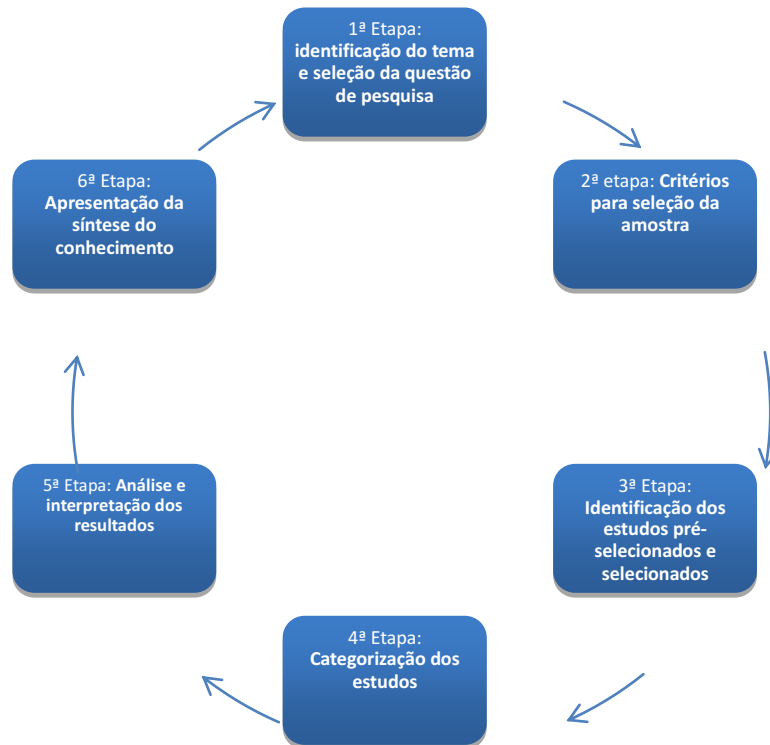 1ª Etapa:
identificação do tema
e seleção da questão
de pesquisa
2ª etapa: Critérios
para seleção da
amostra
3ª Etapa:
Identificação dos
estudos pré-
selecionados e
selecionados
4ª Etapa:
Categorização dos
estudos
5ª Etapa: Análise e
interpretação dos
resultados
6ª Etapa:
Apresentação da
síntese do
conhecimento